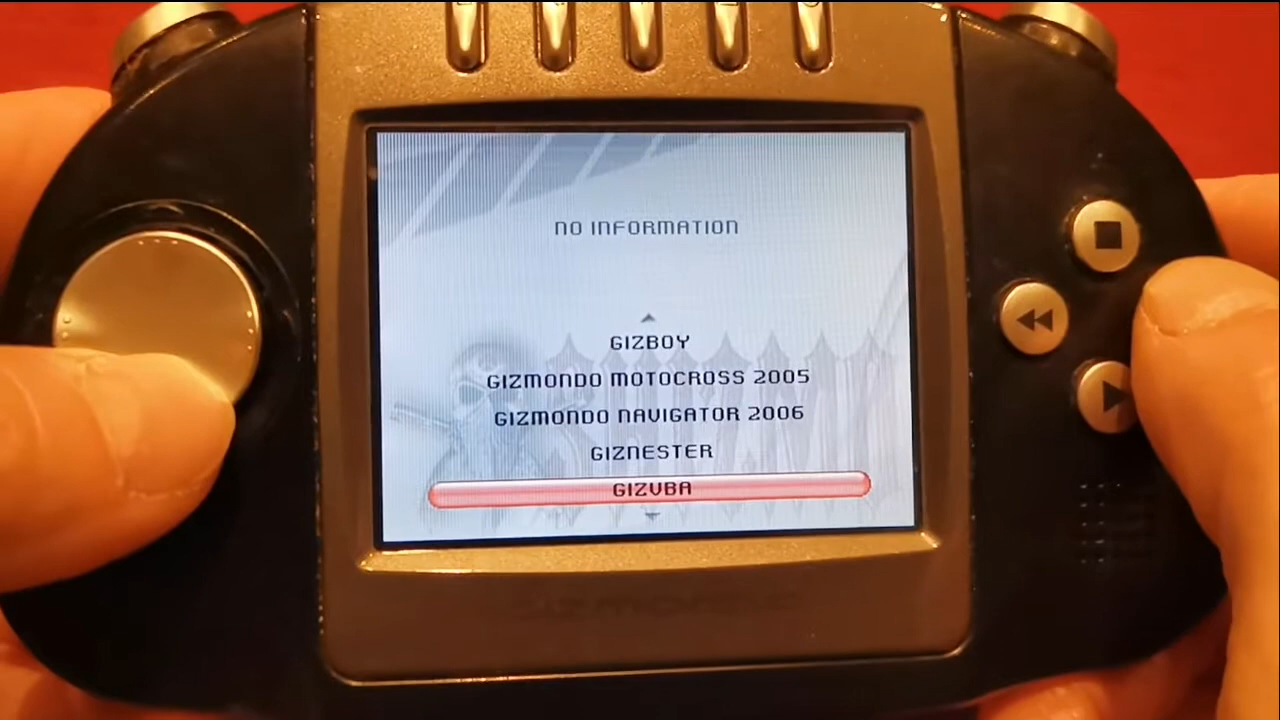 NO INFORMATION
GIZBOY
GIZMONDO MOTOCROSS 2005
GIZMONDO NAVIGATOR 2006
GIZNESTER
GIZVBA